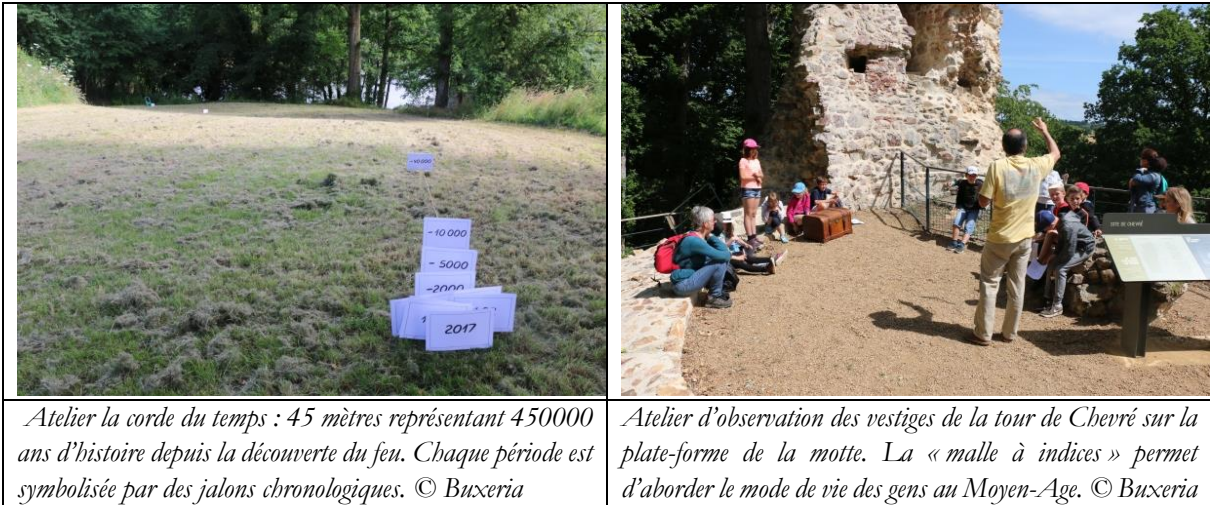 -40000
-10 000
-5000
-2000
2017
SITE DE CHEVRÉ
Atelier la corde du temps : 45 mètres représentant 450000
ans d'histoire depuis la découverte du feu. Chaque période est
symbolisée par des jalons chronologiques. © Buxeria
Atelier d'observation des vestiges de la tour de Chevré sur la
plate-forme de la motte. La « malle à indices » permet
d'aborder le mode de vie des gens au Moyen-Age. © Buxeria